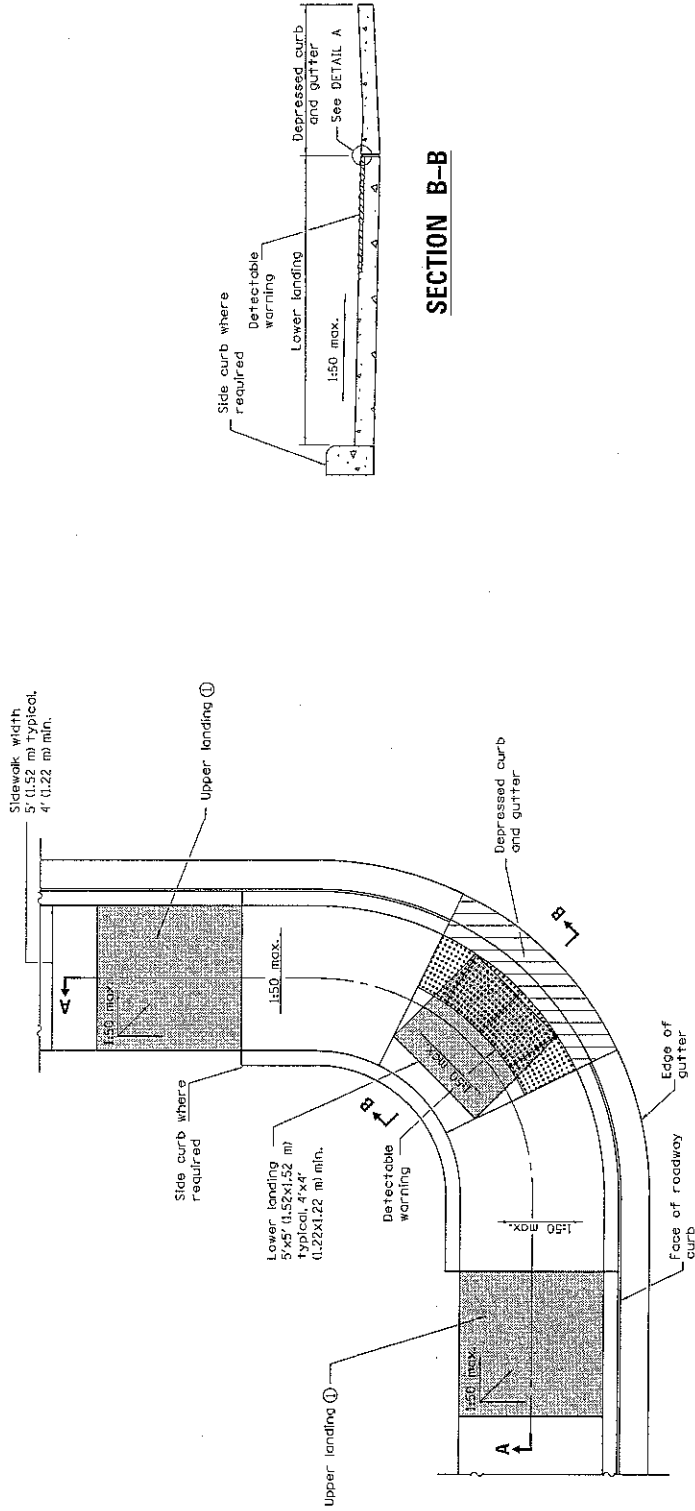 Sidewalk width
5' (1.52 m) typical,
4' (1.22 m) min.
Upper landing ①
A
1:50 max.
1:50 max.
Side curb where
required
B
Lower landing
5'x5' (1.52x1.52 m)
typical, 4'x4'
(1.22x1.22 m) min.
1:50 max.
Detectable
warning
Depressed curb
and gutter
B
Edge of
gutter
Face of roadway
curb
1:50 max.
Upper landing ①
1:50 max.
A
Side curb where
required
Detectable
warning
Lower landing
Depressed curb
and gutter
See DETAIL A
1:50 max.
SECTION B-B